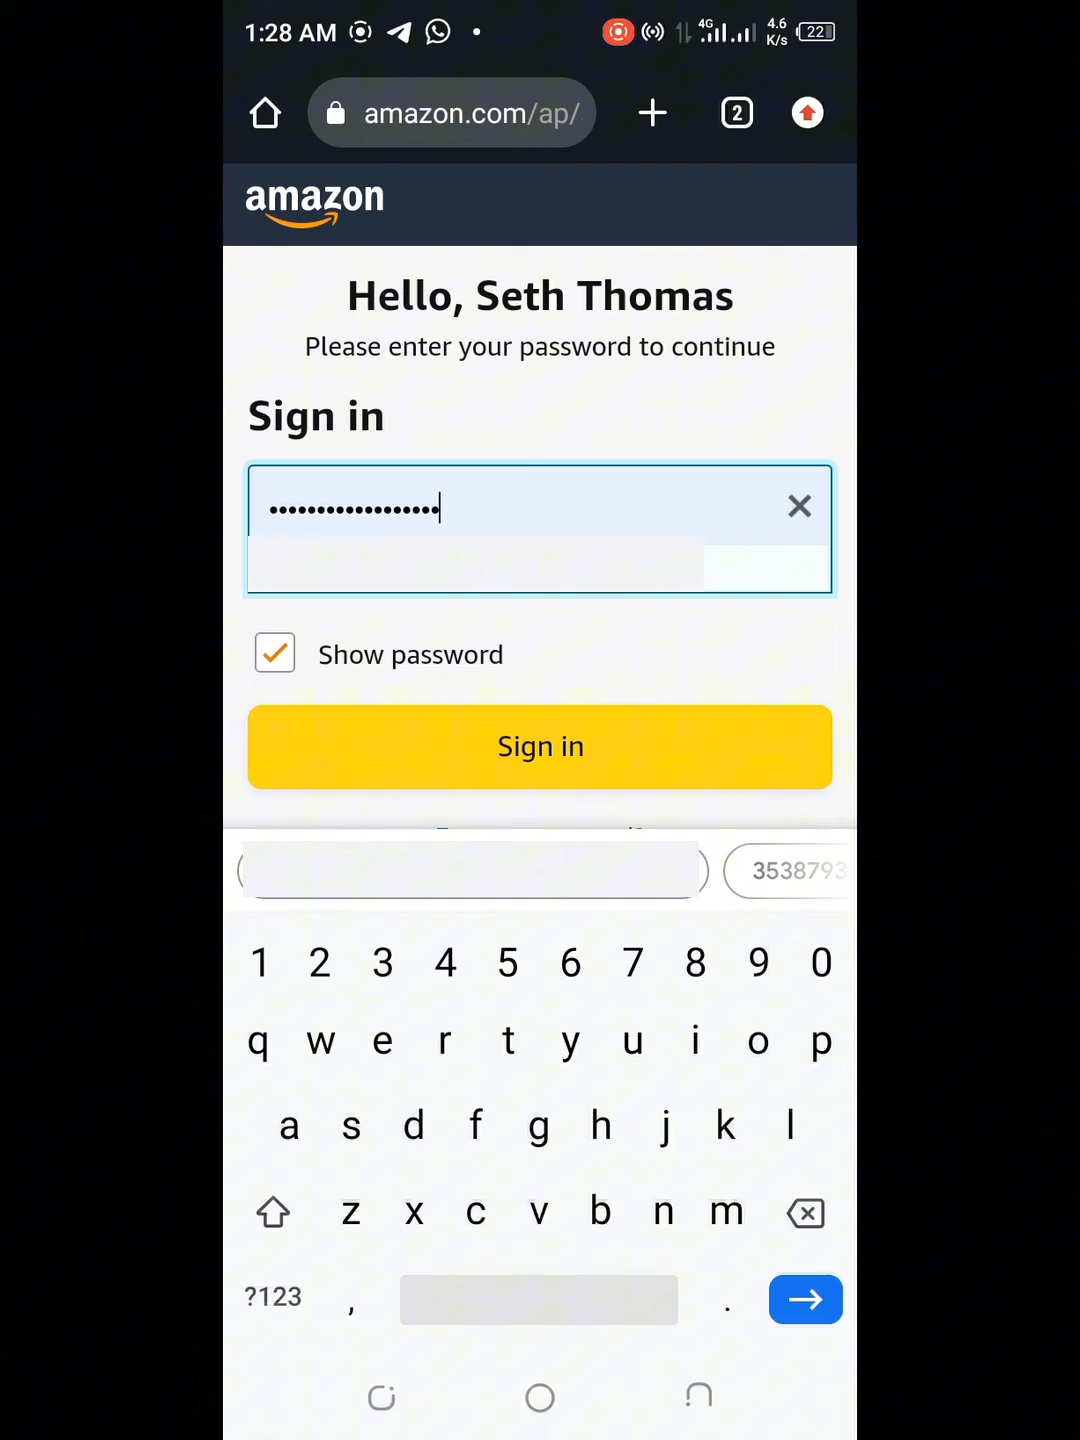 1:28 AM
4G
4.6
K/s
22
amazon.com/ap/
2
amazon
Hello, Seth Thomas
Please enter your password to continue
Sign in
••••••••••••••••••
Show password
Sign in
3538793
1 2 3 4 5 6 7 8 9 0
q w e r t y u i o p
a s d f g h j k l
z x c v b n m
?123 , .